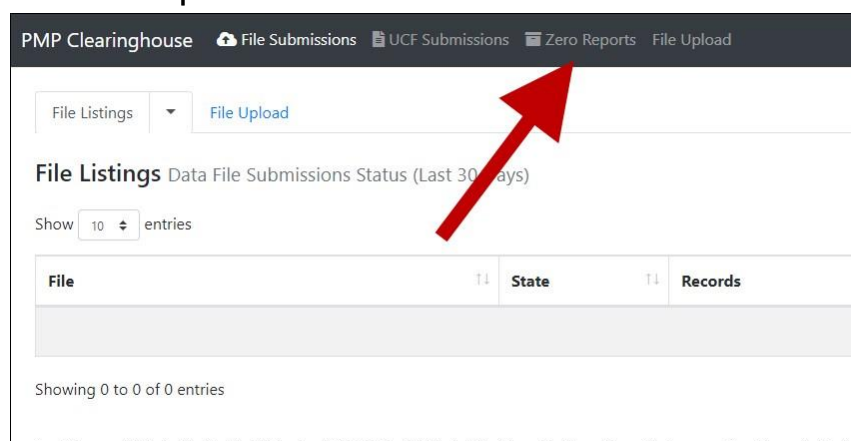 PMP Clearinghouse File Submissions UCF Submissions Zero Reports File Upload
File Listings File Upload
File Listings Data File Submissions Status (Last 30 Days)
Show 10 entries
File State Records
Showing 0 to 0 of 0 entries